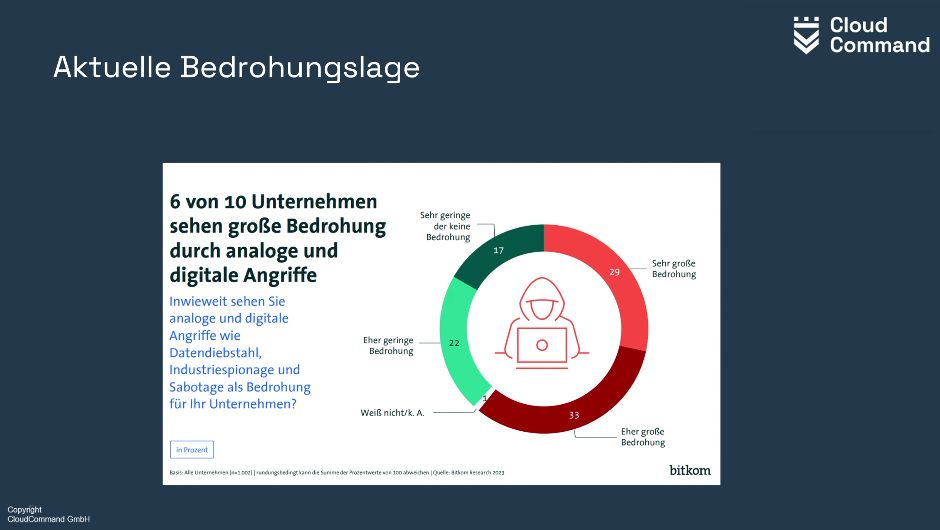 Cloud
Command
Aktuelle Bedrohungslage
6 von 10 Unternehmen
sehen große Bedrohung
durch analoge und
digitale Angriffe
Inwieweit sehen Sie
analoge und digitale
Angriffe wie
Datendiebstahl,
Industriespionage und
Sabotage als Bedrohung
für Ihr Unternehmen?
in Prozent
Sehr geringe
der keine
Bedrohung
17
29
Sehr große
Bedrohung
Eher geringe
Bedrohung
22
Weiß nicht/k. A.
1
33
Eher große
Bedrohung
Basis: Alle Unternehmen (n=1.002) | rundungsbedingt kann die Summe der Prozentwerte von 100 abweichen | Quelle: Bitkom Research 2023
bitkom
Copyright
CloudCommand GmbH